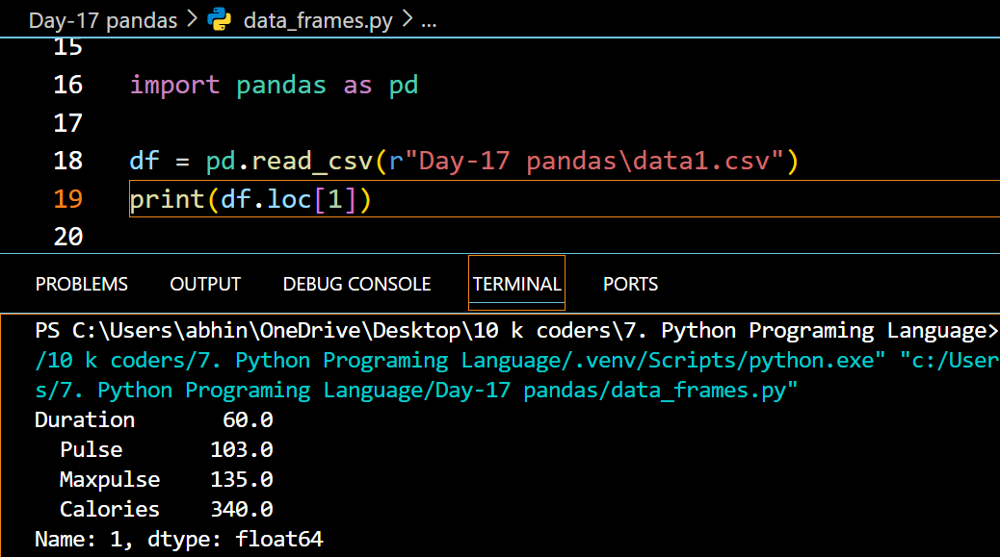 Day-17 pandas > data_frames.py > ...
15
16 import pandas as pd
17
18 df = pd.read_csv(r"Day-17 pandas\data1.csv")
19 print(df.loc[1])
20
PROBLEMS OUTPUT DEBUG CONSOLE TERMINAL PORTS
PS C:\Users\abhin\OneDrive\Desktop\10 k coders\7. Python Programing Language>
/10 k coders/7. Python Programing Language/.venv/Scripts/python.exe" "c:/User
s/7. Python Programing Language/Day-17 pandas/data_frames.py"
Duration 60.0
Pulse 103.0
Maxpulse 135.0
Calories 340.0
Name: 1, dtype: float64